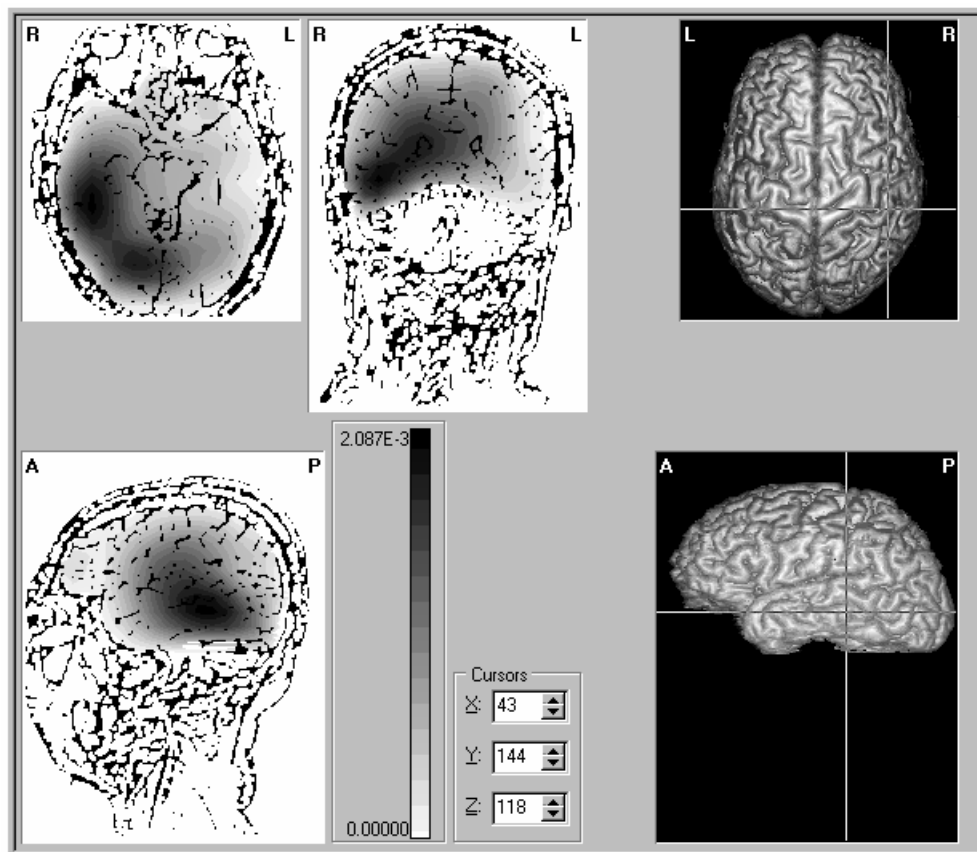 R L
R L
L R
A P
2.087E-3
0.00000
Cursors
X: 43
Y: 144
Z: 118
A P